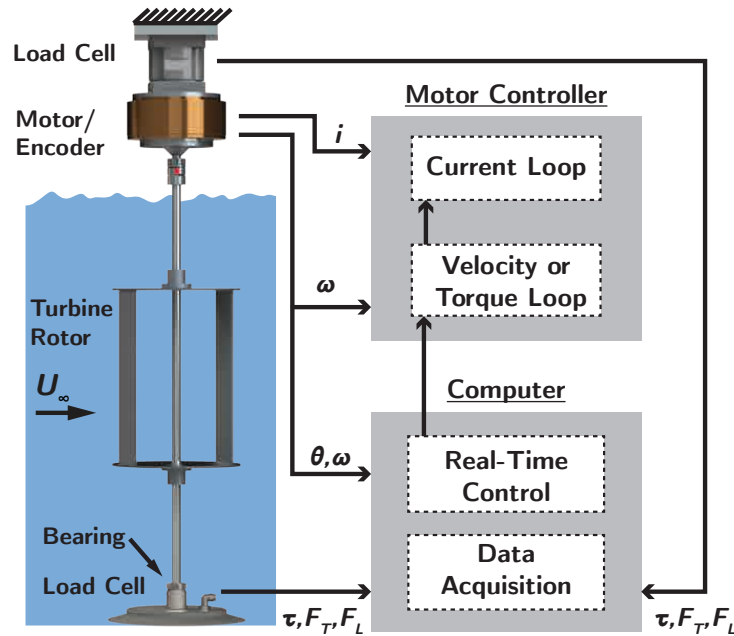 Load Cell
Motor/
Encoder
Motor Controller
i
Current Loop
Velocity or
Torque Loop
ω
Turbine
Rotor
U∞
Computer
θ,ω
Real-Time
Control
Bearing
Load Cell
Data
Acquisition
τ,F_T,F_L
τ,F_T,F_L